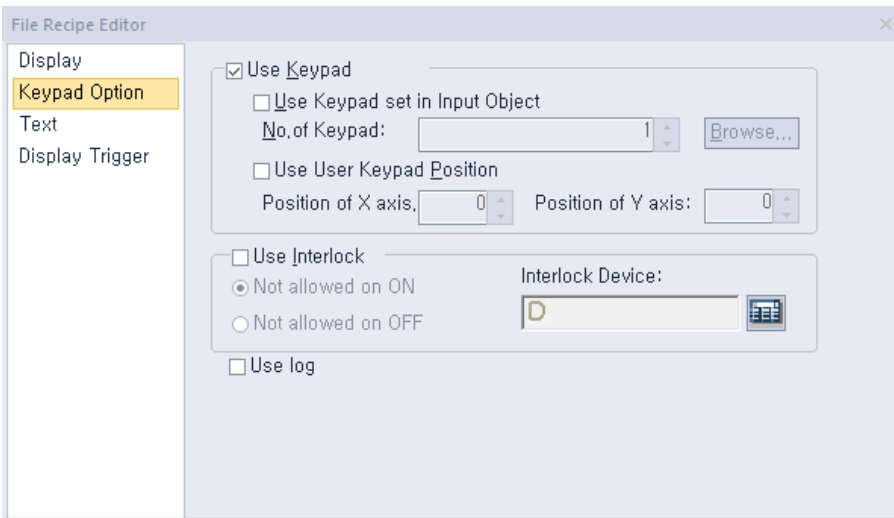 File Recipe Editor
Display
Keypad Option
Text
Display Trigger
Use Keypad
Use Keypad set in Input Object
No.of Keypad: 1 Browse...
Use User Keypad Position
Position of X axis, 0 Position of Y axis: 0
Use Interlock
Not allowed on ON
Interlock Device:
D
Not allowed on OFF
Use log